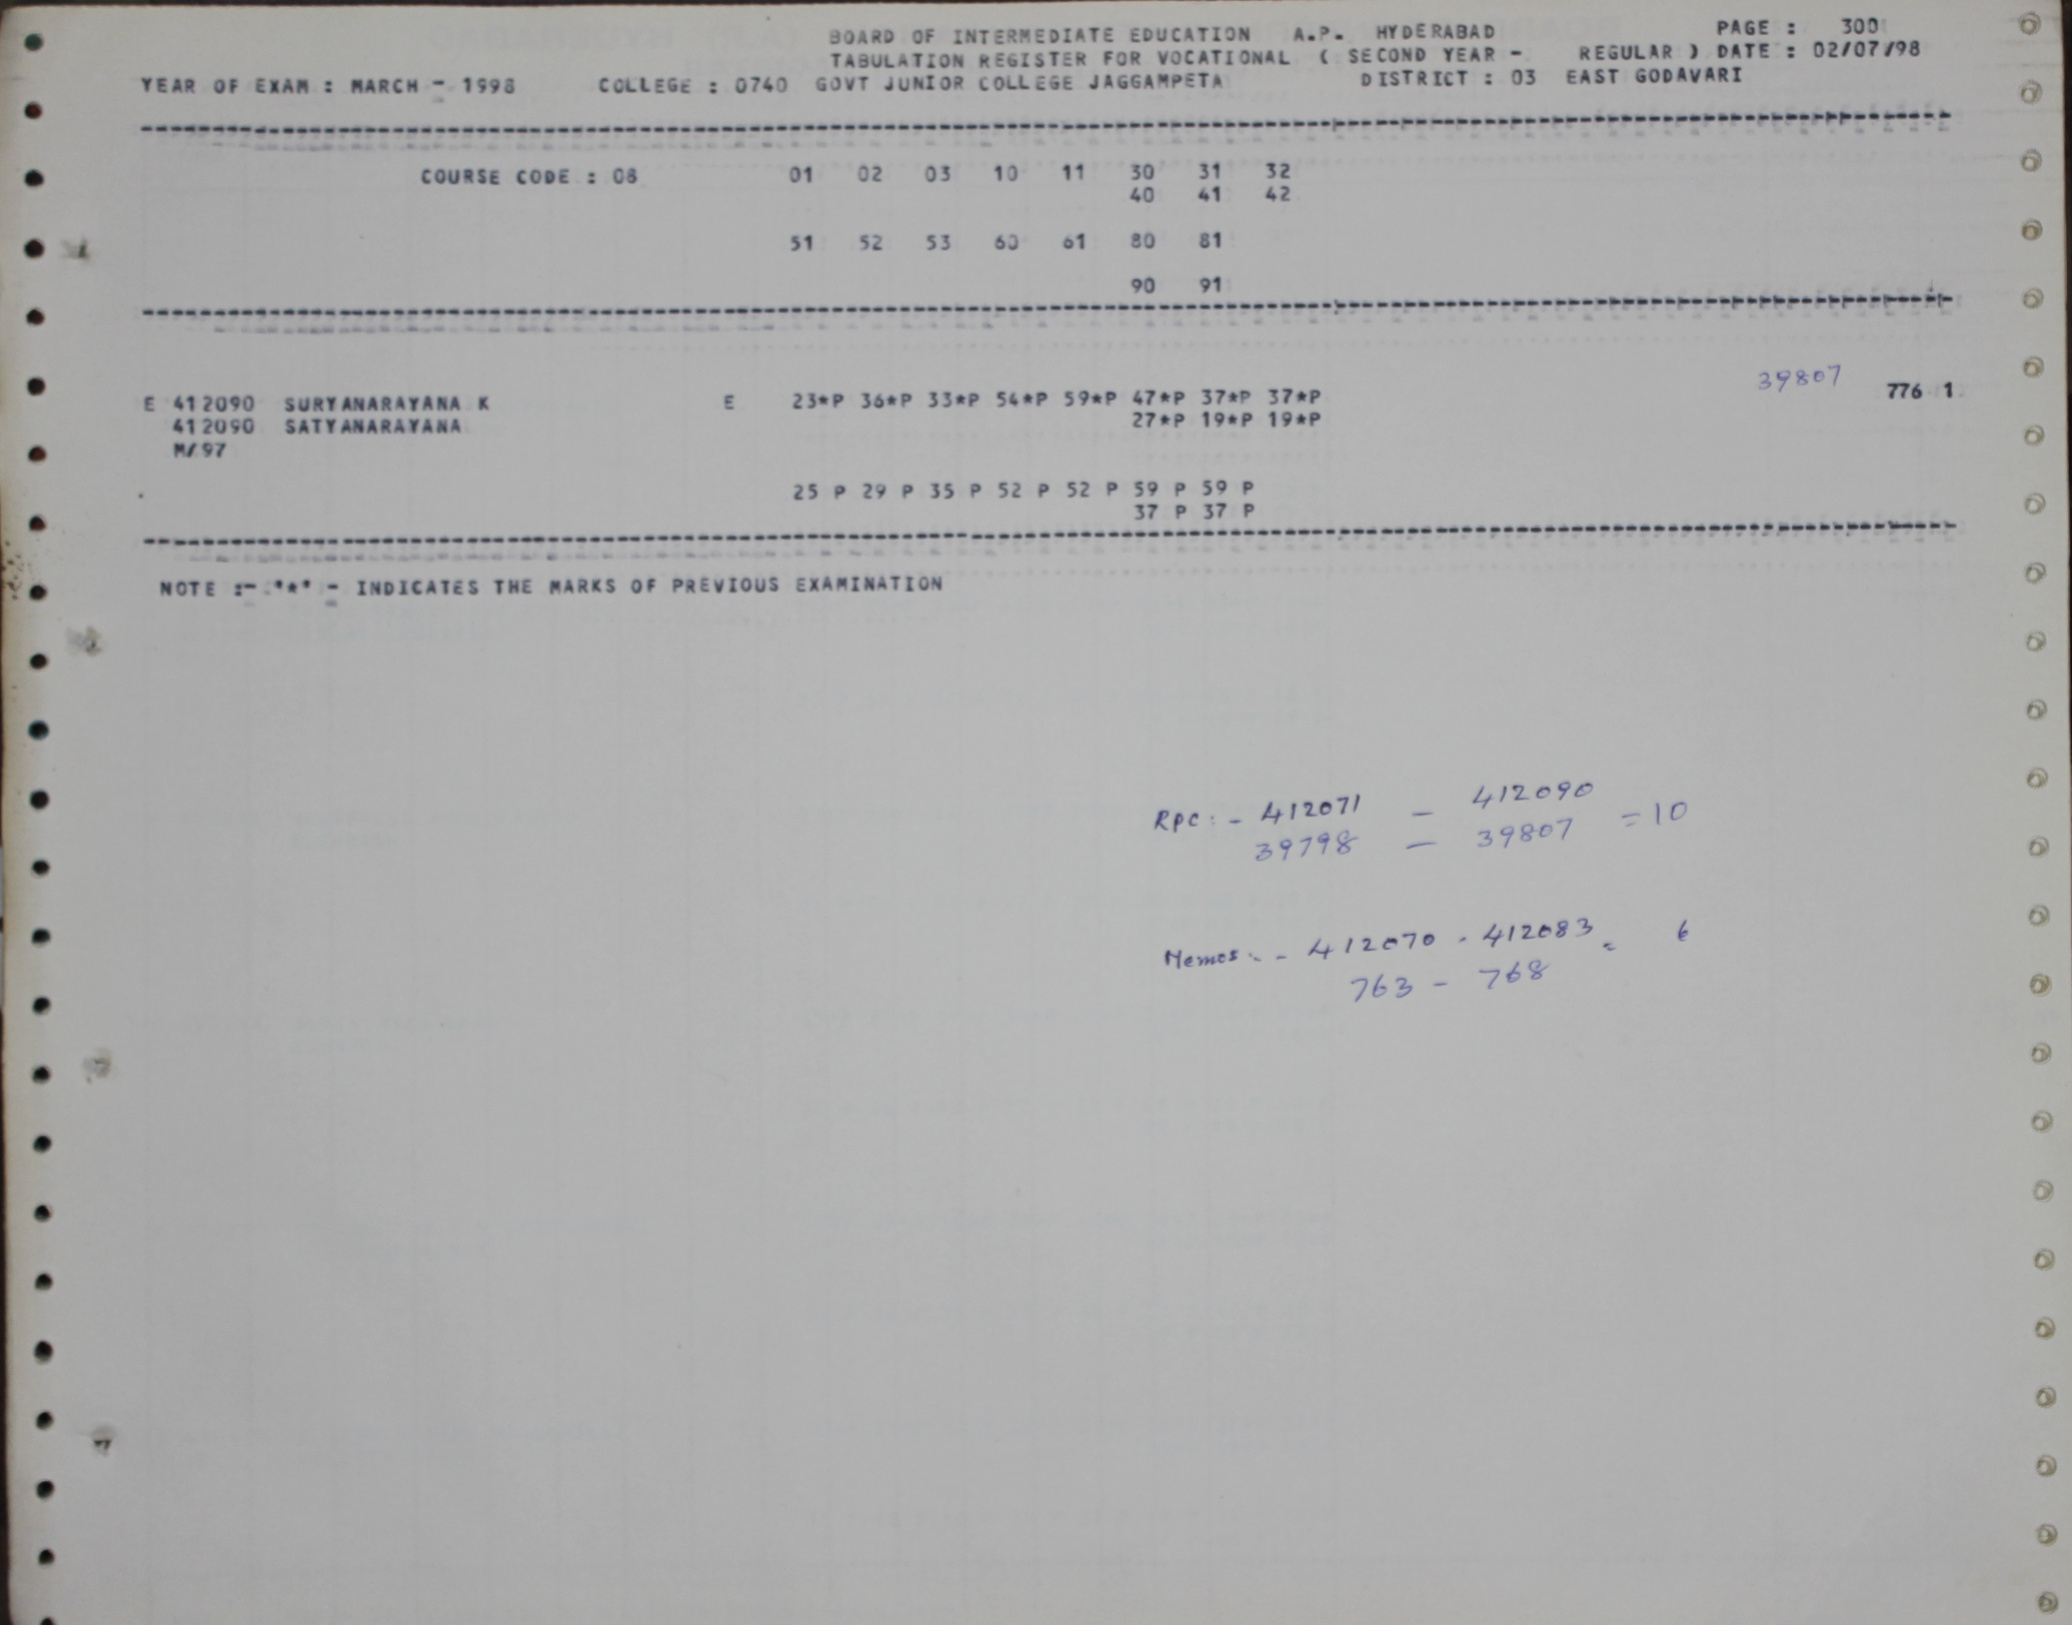 BOARD OF INTERMEDIATE EDUCATION A.P. HYDERABAD PAGE : 300
TABULATION REGISTER FOR VOCATIONAL ( SECOND YEAR - REGULAR ) DATE : 02/07/98
YEAR OF EXAM : MARCH - 1998 COLLEGE : 0740 GOVT JUNIOR COLLEGE JAGGAMPETA DISTRICT : 03 EAST GODAVARI
COURSE CODE : 08 01 02 03 10 11 30 31 32
40 41 42
51 52 53 60 61 80 81
90 91
39807
E 412090 SURYANARAYANA K E 23*P 36*P 33*P 54*P 59*P 47*P 37*P 37*P 776 1
412090 SATYANARAYANA 27*P 19*P 19*P
M/97
25 P 29 P 35 P 52 P 52 P 59 P 59 P
37 P 37 P
NOTE :- "*" - INDICATES THE MARKS OF PREVIOUS EXAMINATION
Rpc :- 412071 - 412090
39798 - 39807 = 10
Memos :- 412070 - 412083 = 6
763 - 768